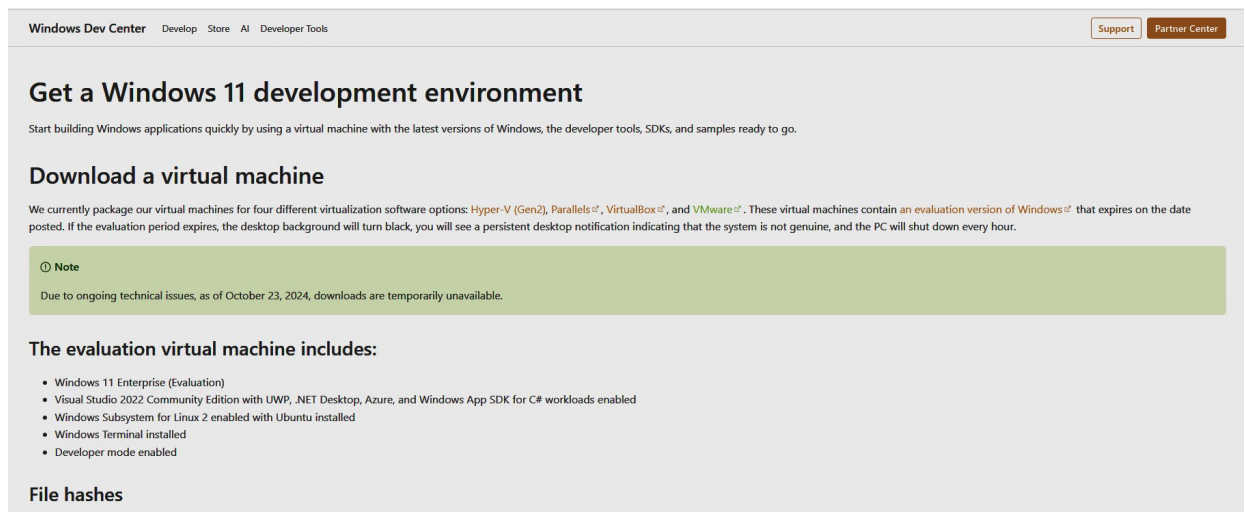 Windows Dev Center Develop Store AI Developer Tools Support Partner Center
Get a Windows 11 development environment
Start building Windows applications quickly by using a virtual machine with the latest versions of Windows, the developer tools, SDKs, and samples ready to go.
Download a virtual machine
We currently package our virtual machines for four different virtualization software options: Hyper-V (Gen2), Parallels, VirtualBox, and VMware. These virtual machines contain an evaluation version of Windows that expires on the date
posted. If the evaluation period expires, the desktop background will turn black, you will see a persistent desktop notification indicating that the system is not genuine, and the PC will shut down every hour.
Note
Due to ongoing technical issues, as of October 23, 2024, downloads are temporarily unavailable.
The evaluation virtual machine includes:
• Windows 11 Enterprise (Evaluation)
• Visual Studio 2022 Community Edition with UWP, .NET Desktop, Azure, and Windows App SDK for C# workloads enabled
• Windows Subsystem for Linux 2 enabled with Ubuntu installed
• Windows Terminal installed
• Developer mode enabled
File hashes